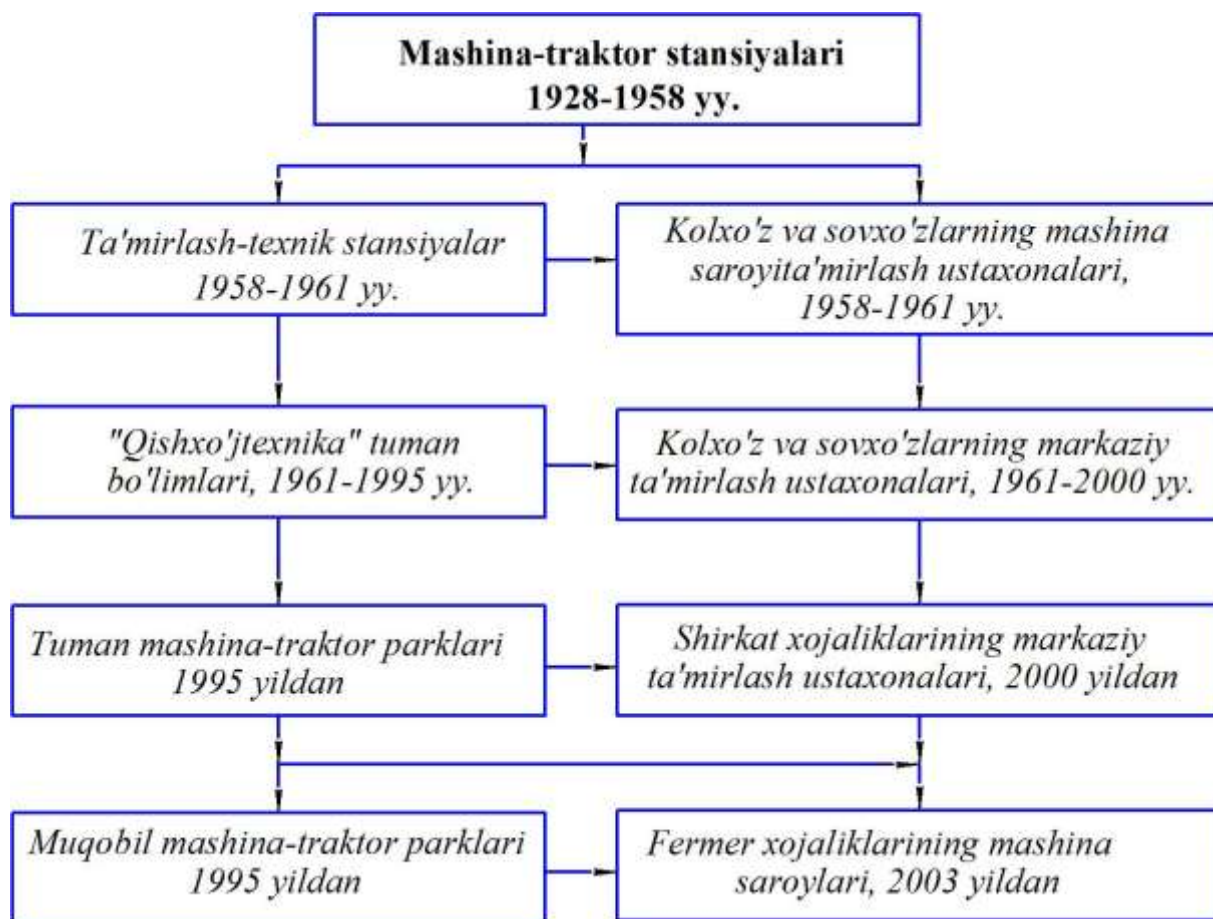 Mashina-traktor stansiyalari
1928-1958 yy.
Ta'mirlash-texnik stansiyalar
1958-1961 yy.
Kolxo'z va sovxo'zlarning mashina
saroyita'mirlash ustaxonalari,
1958-1961 yy.
"Qishxo'jtexnika" tuman
bo'limlari, 1961-1995 yy.
Kolxo'z va sovxo'zlarning markaziy
ta'mirlash ustaxonalari, 1961-2000 yy.
Tuman mashina-traktor parklari
1995 yildan
Shirkat xojaliklarining markaziy
ta'mirlash ustaxonalari, 2000 yildan
Muqobil mashina-traktor parklari
1995 yildan
Fermer xojaliklarining mashina
saroylari, 2003 yildan